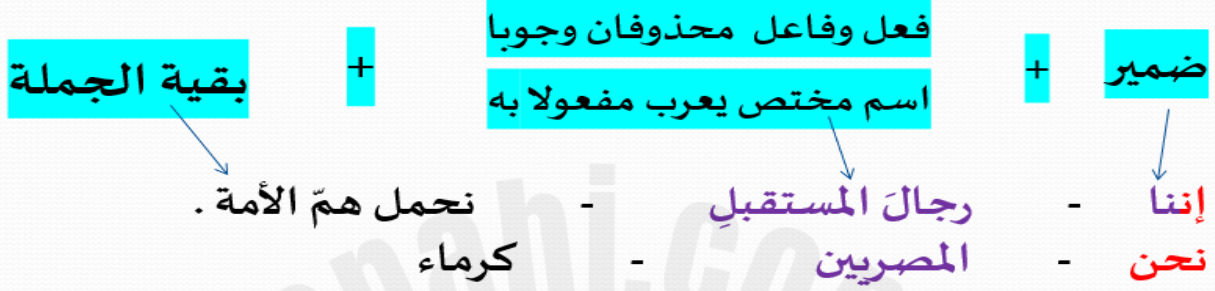 فعل وفاعل محذوفان وجوبا
ضمير + اسم مختص يعرب مفعولا به + بقية الجملة
إننا - رجالَ المستقبلِ - نحمل همّ الأمة .
نحن - المصريين - كرماء